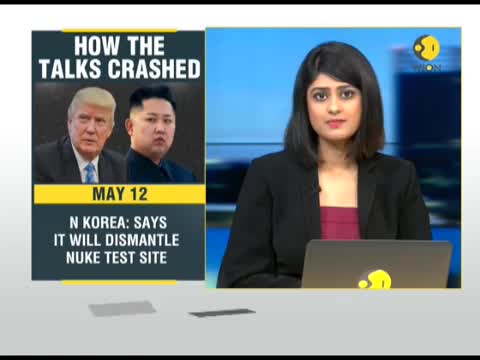 HOW THE
TALKS CRASHED
MAY 12
N KOREA: SAYS
IT WILL DISMANTLE
NUKE TEST SITE
WION